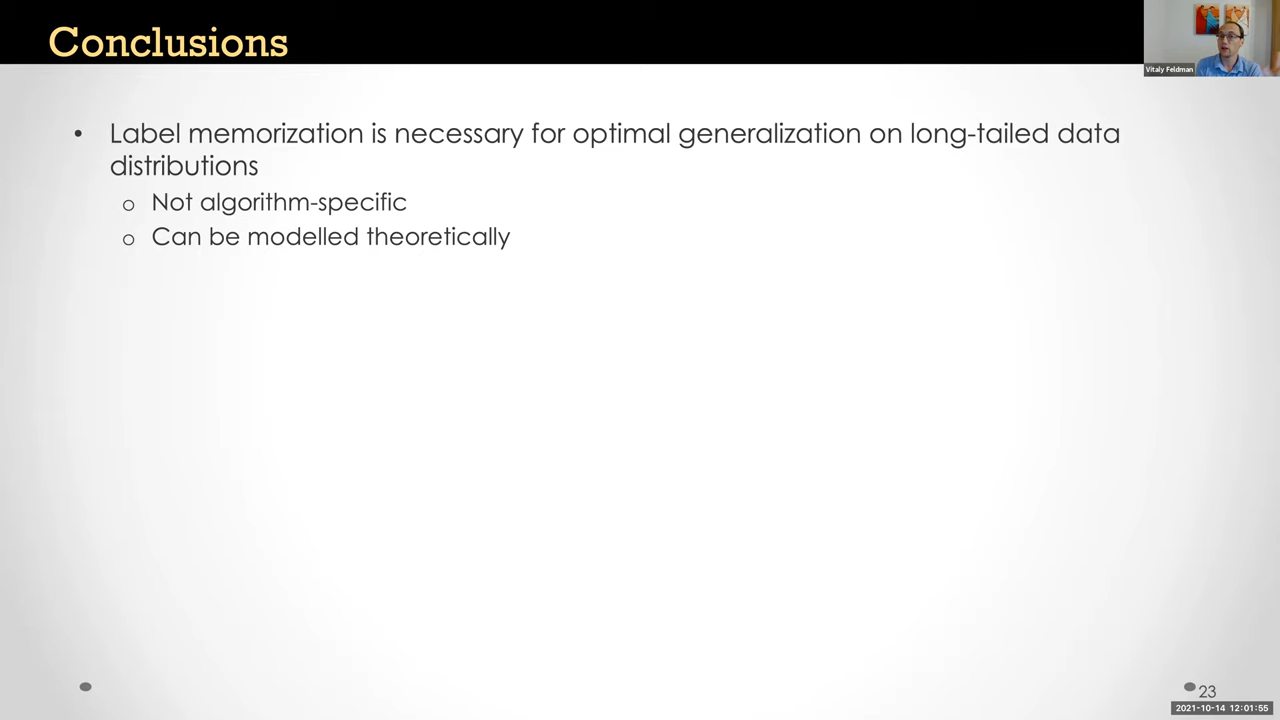 Conclusions
Vitaly Feldman
• Label memorization is necessary for optimal generalization on long-tailed data
distributions
o Not algorithm-specific
o Can be modelled theoretically
23
2021-10-14 12:01:55